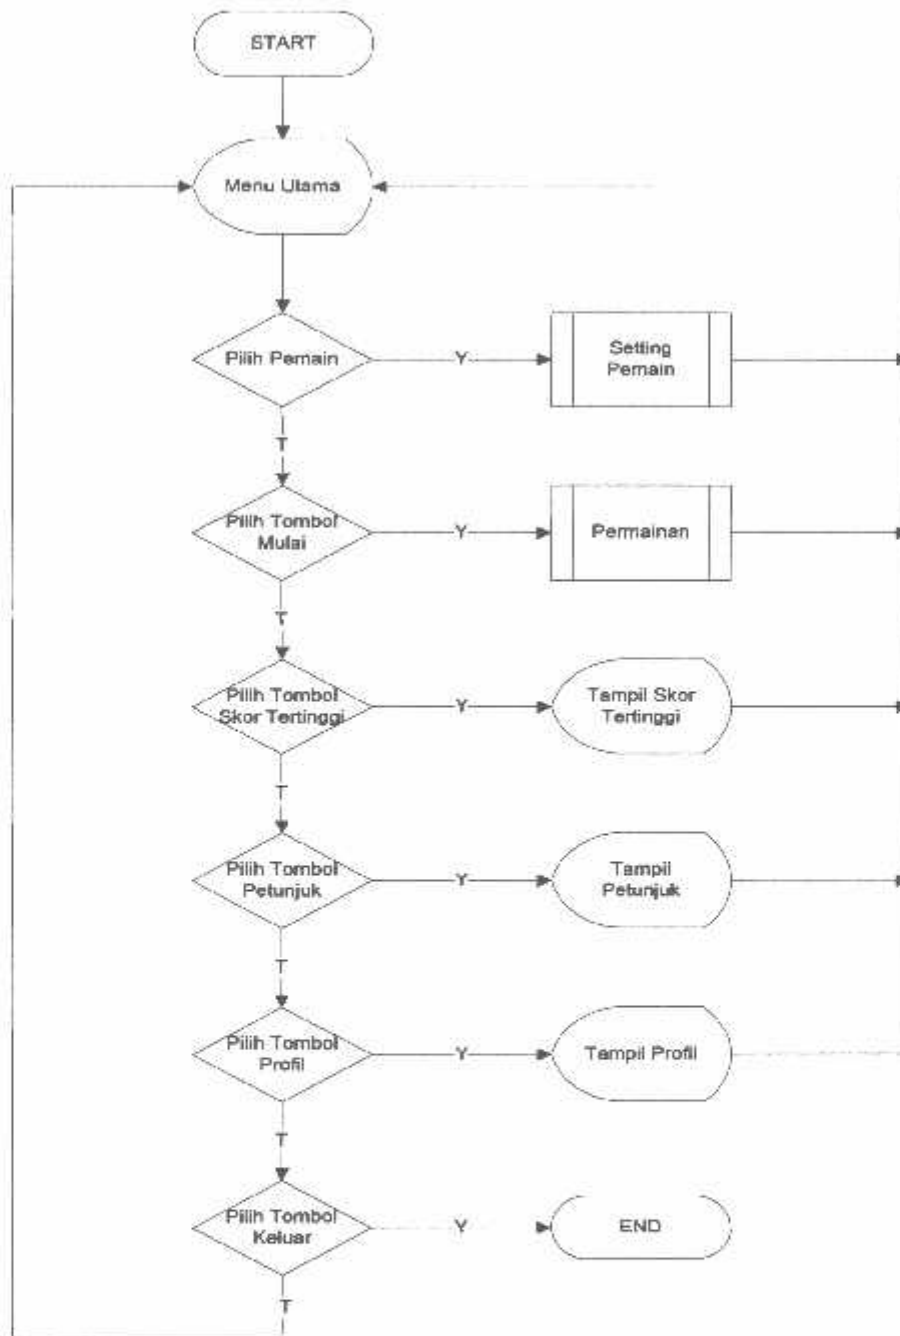 START
Menu Utama
Pilih Pemain
Y
Setting
Pemain
T
Pilih Tombol
Mulai
Y
Permainan
T
Pilih Tombol
Skor Tertinggi
Y
Tampil Skor
Tertinggi
T
Pilih Tombol
Petunjuk
Y
Tampil
Petunjuk
T
Pilih Tombol
Profil
Y
Tampil Profil
T
Pilih Tombol
Keluar
Y
END
T